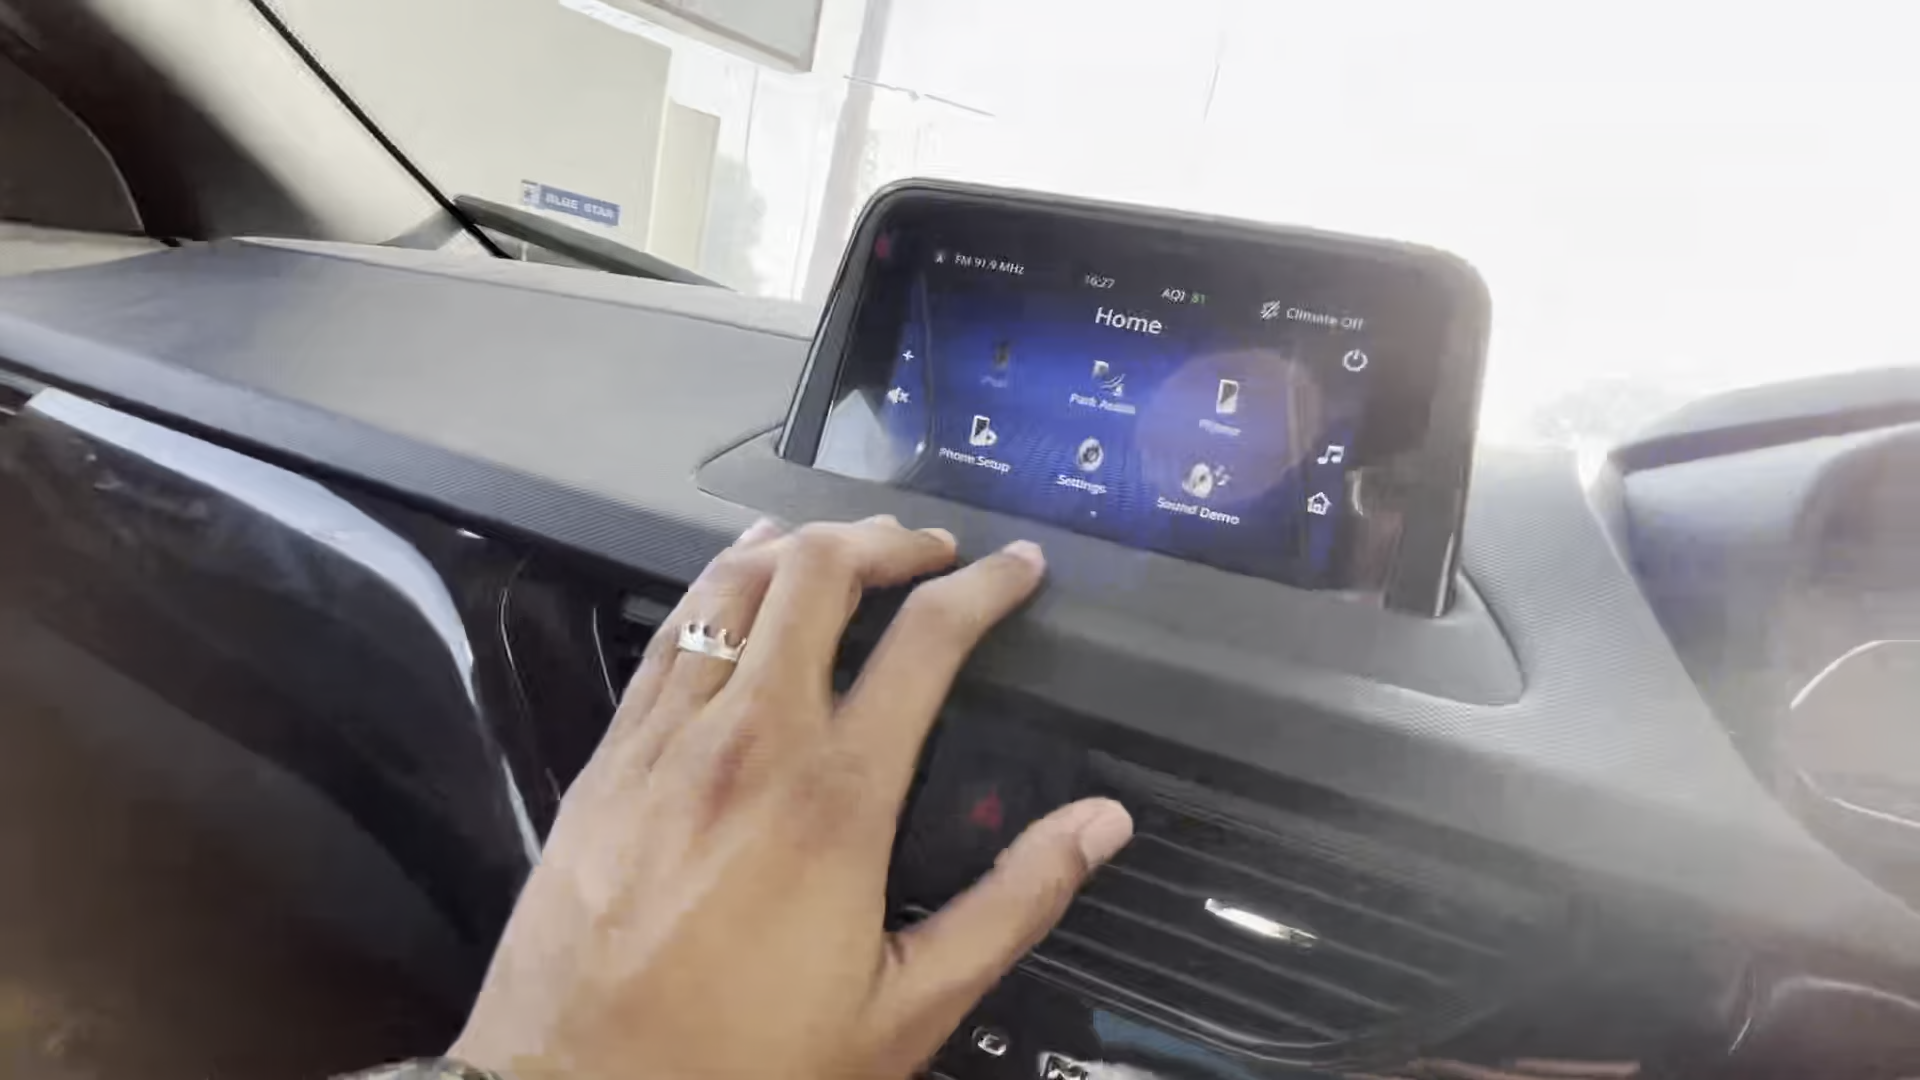 BLUE STAR
FM 91.9 MHz
16:27
AQI 81
Climate Off
Home
Park Assist
Phone
Phone Setup
Settings
Sound Demo